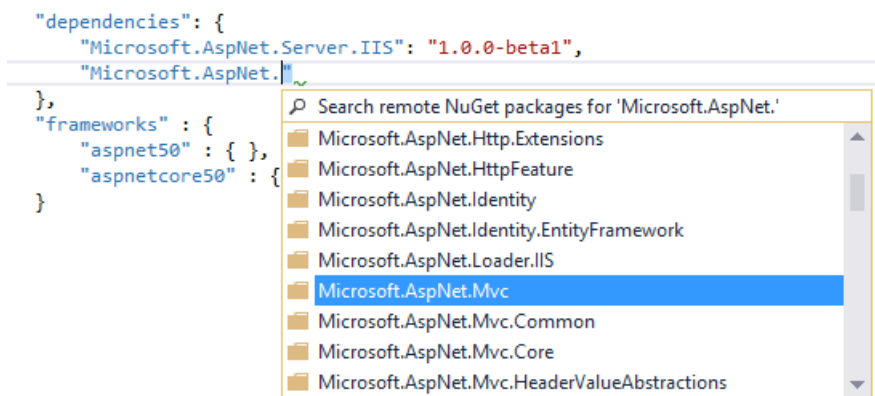 "dependencies": {
"Microsoft.AspNet.Server.IIS": "1.0.0-beta1",
"Microsoft.AspNet."
},
"frameworks" : {
"aspnet50" : { },
"aspnetcore50" : {
}
Search remote NuGet packages for 'Microsoft.AspNet.'
Microsoft.AspNet.Http.Extensions
Microsoft.AspNet.HttpFeature
Microsoft.AspNet.Identity
Microsoft.AspNet.Identity.EntityFramework
Microsoft.AspNet.Loader.IIS
Microsoft.AspNet.Mvc
Microsoft.AspNet.Mvc.Common
Microsoft.AspNet.Mvc.Core
Microsoft.AspNet.Mvc.HeaderValueAbstractions